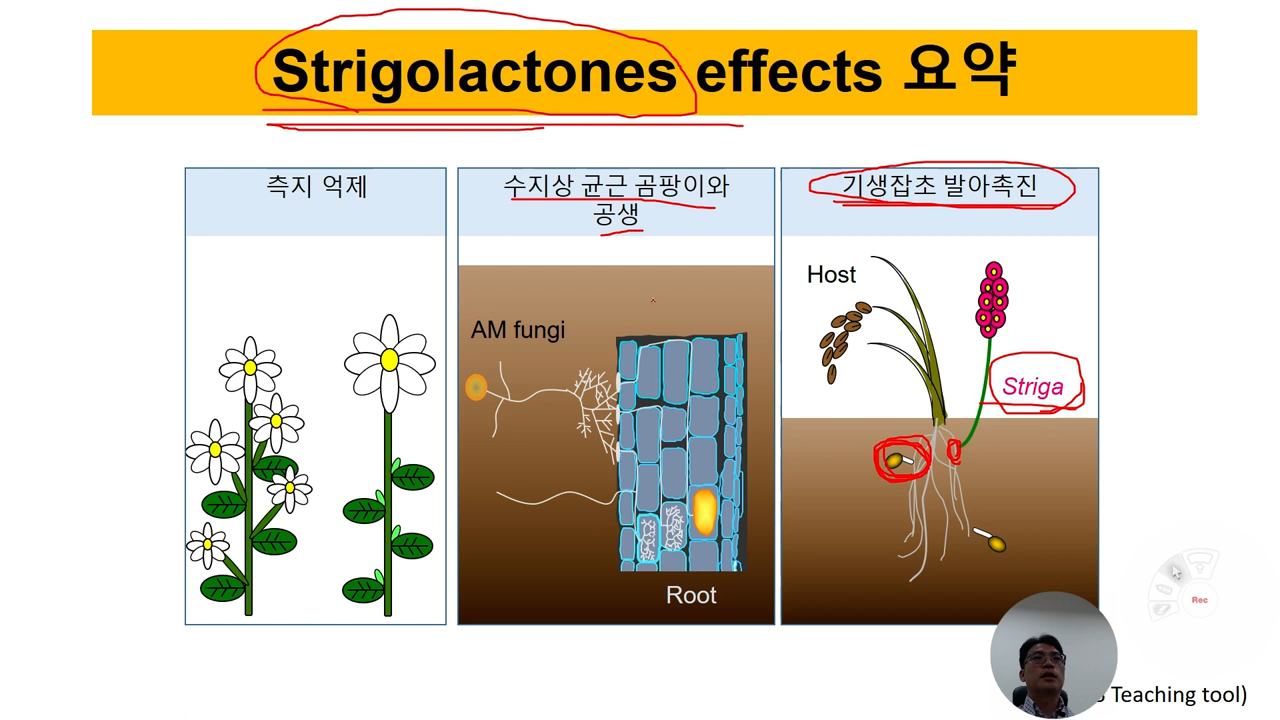 Strigolactones effects 요약
측지 억제
수지상 균근 곰팡이와
공생
기생잡초 발아촉진
Host
AM fungi
Striga
Root
Rec
Teaching tool)